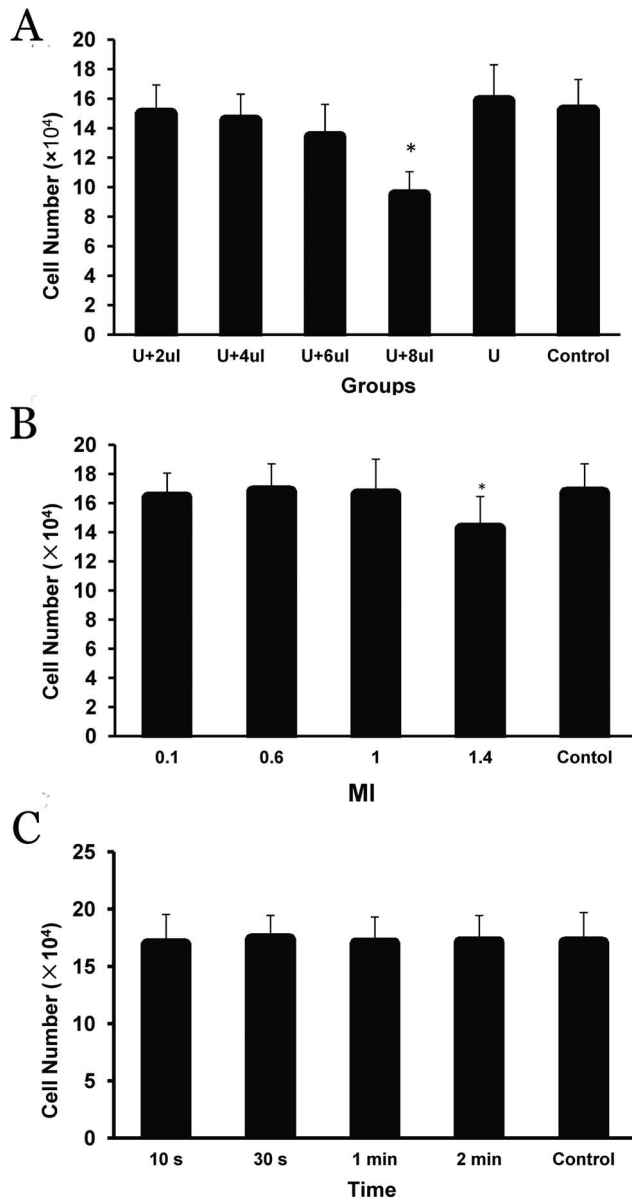 A
Cell Number (×10⁴)
20
18
16
14
12
10
8
6
4
2
0
*
U+2ul U+4ul U+6ul U+8ul U Control
Groups
B
Cell Number (×10⁴)
20
18
16
14
12
10
8
6
4
2
0
*
0.1 0.6 1 1.4 Contol
MI
C
Cell Number (×10⁴)
25
20
15
10
5
0
10 s 30 s 1 min 2 min Control
Time